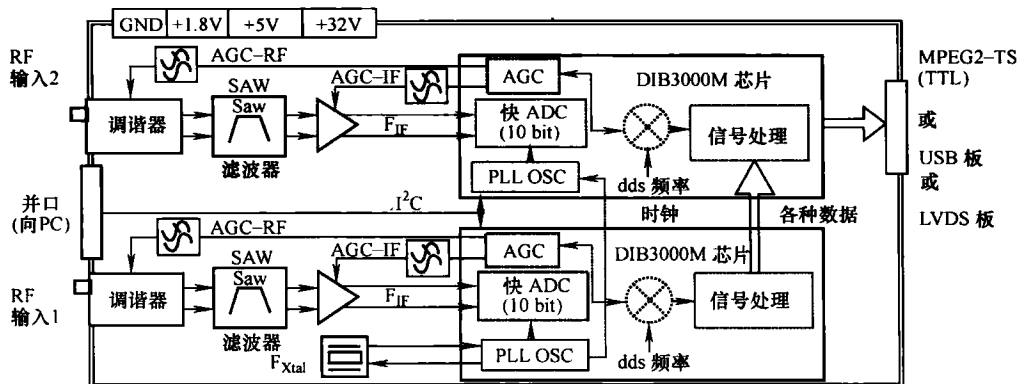 GND +1.8V +5V +32V
RF
输入2
AGC-RF
AGC-IF
SAW
Saw
调谐器
滤波器
F_IF
AGC
快 ADC
(10 bit)
PLL OSC
DIB3000M 芯片
信号处理
dds 频率
MPEG2-TS
(TTL)
或
USB 板
或
LVDS 板
并口
(向PC)
I²C
时钟
各种数据
RF
输入1
AGC-RF
AGC-IF
SAW
Saw
调谐器
滤波器
F_IF
AGC
快 ADC
(10 bit)
PLL OSC
DIB3000M 芯片
信号处理
dds 频率
F_Xtal